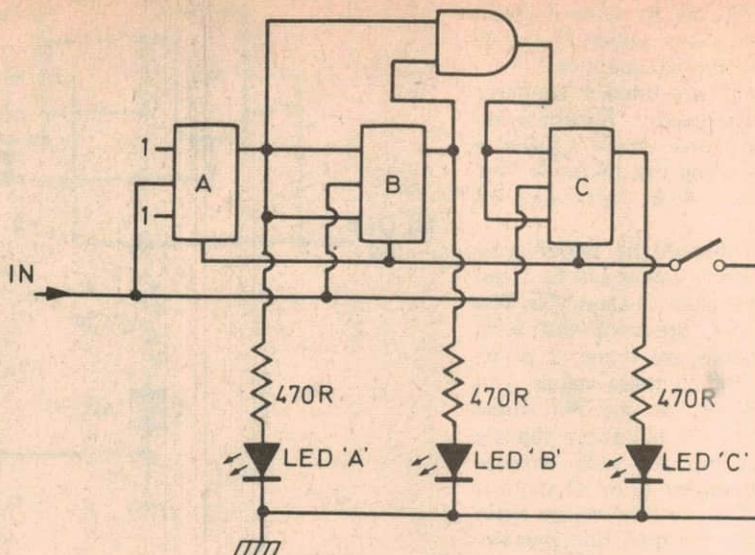 1
A
B
C
1
IN
470R
470R
470R
LED 'A'
LED 'B'
LED 'C'